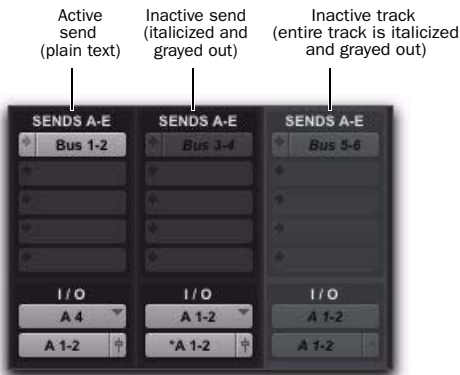 Active
send
(plain text)
Inactive send
(italicized and
grayed out)
Inactive track
(entire track is italicized
and grayed out)
SENDS A-E
SENDS A-E
SENDS A-E
Bus 1-2
Bus 3-4
Bus 5-6
I / O
I / O
I / O
A 4
A 1-2
A 1-2
A 1-2
*A 1-2
A 1-2